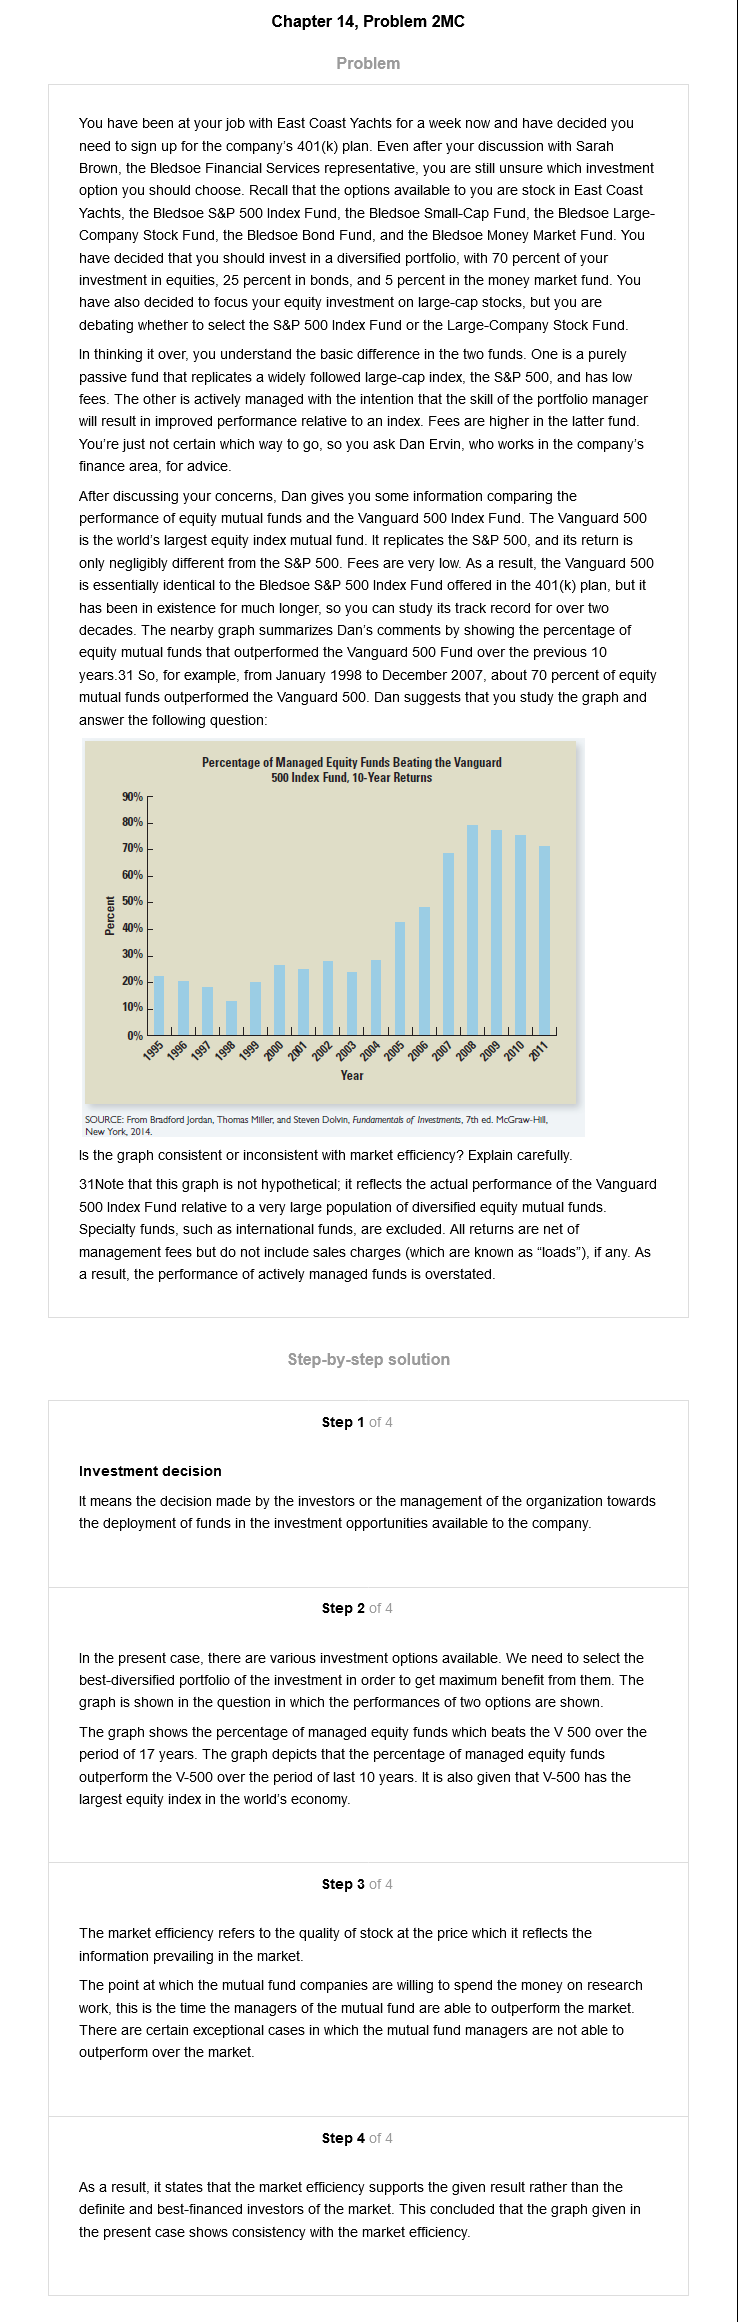 Chapter 14, Problem 2MC
Problem
You have been at your job with East Coast Yachts for a week now and have decided you
need to sign up for the company's 401(k) plan. Even after your discussion with Sarah
Brown, the Bledsoe Financial Services representative, you are still unsure which investment
option you should choose. Recall that the options available to you are stock in East Coast
Yachts, the Bledsoe S&P 500 Index Fund, the Bledsoe Small-Cap Fund, the Bledsoe Large-
Company Stock Fund, the Bledsoe Bond Fund, and the Bledsoe Money Market Fund. You
have decided that you should invest in a diversified portfolio, with 70 percent of your
investment in equities, 25 percent in bonds, and 5 percent in the money market fund. You
have also decided to focus your equity investment on large-cap stocks, but you are
debating whether to select the S&P 500 Index Fund or the Large-Company Stock Fund.
In thinking it over, you understand the basic difference in the two funds. One is a purely
passive fund that replicates a widely followed large-cap index, the S&P 500, and has low
fees. The other is actively managed with the intention that the skill of the portfolio manager
will result in improved performance relative to an index. Fees are higher in the latter fund.
You're just not certain which way to go, so you ask Dan Ervin, who works in the company's
finance area, for advice.
After discussing your concerns, Dan gives you some information comparing the
performance of equity mutual funds and the Vanguard 500 Index Fund. The Vanguard 500
is the world's largest equity index mutual fund. It replicates the S&P 500, and its return is
only negligibly different from the S&P 500. Fees are very low. As a result, the Vanguard 500
is essentially identical to the Bledsoe S&P 500 Index Fund offered in the 401(k) plan, but it
has been in existence for much longer, so you can study its track record for over two
decades. The nearby graph summarizes Dan's comments by showing the percentage of
equity mutual funds that outperformed the Vanguard 500 Fund over the previous 10
years.31 So, for example, from January 1998 to December 2007, about 70 percent of equity
mutual funds outperformed the Vanguard 500. Dan suggests that you study the graph and
answer the following question:
Percentage of Managed Equity Funds Beating the Vanguard
500 Index Fund, 10-Year Returns
90%
80%
70%
60%
50%
40%
30%
20%
10%
0%
Percent
1995 1996 1997 1998 1999 2000 2001 2002 2003 2004 2005 2006 2007 2008 2009 2010 2011
Year
SOURCE: From Bradford Jordan, Thomas Miller, and Steven Dolvin, Fundamentals of Investments, 7th ed. McGraw-Hill,
New York, 2014.
Is the graph consistent or inconsistent with market efficiency? Explain carefully.
31Note that this graph is not hypothetical; it reflects the actual performance of the Vanguard
500 Index Fund relative to a very large population of diversified equity mutual funds.
Specialty funds, such as international funds, are excluded. All returns are net of
management fees but do not include sales charges (which are known as “loads”), if any. As
a result, the performance of actively managed funds is overstated.
Step-by-step solution
Step 1 of 4
Investment decision
It means the decision made by the investors or the management of the organization towards
the deployment of funds in the investment opportunities available to the company.
Step 2 of 4
In the present case, there are various investment options available. We need to select the
best-diversified portfolio of the investment in order to get maximum benefit from them. The
graph is shown in the question in which the performances of two options are shown.
The graph shows the percentage of managed equity funds which beats the V 500 over the
period of 17 years. The graph depicts that the percentage of managed equity funds
outperform the V-500 over the period of last 10 years. It is also given that V-500 has the
largest equity index in the world's economy.
Step 3 of 4
The market efficiency refers to the quality of stock at the price which it reflects the
information prevailing in the market.
The point at which the mutual fund companies are willing to spend the money on research
work, this is the time the managers of the mutual fund are able to outperform the market.
There are certain exceptional cases in which the mutual fund managers are not able to
outperform over the market.
Step 4 of 4
As a result, it states that the market efficiency supports the given result rather than the
definite and best-financed investors of the market. This concluded that the graph given in
the present case shows consistency with the market efficiency.